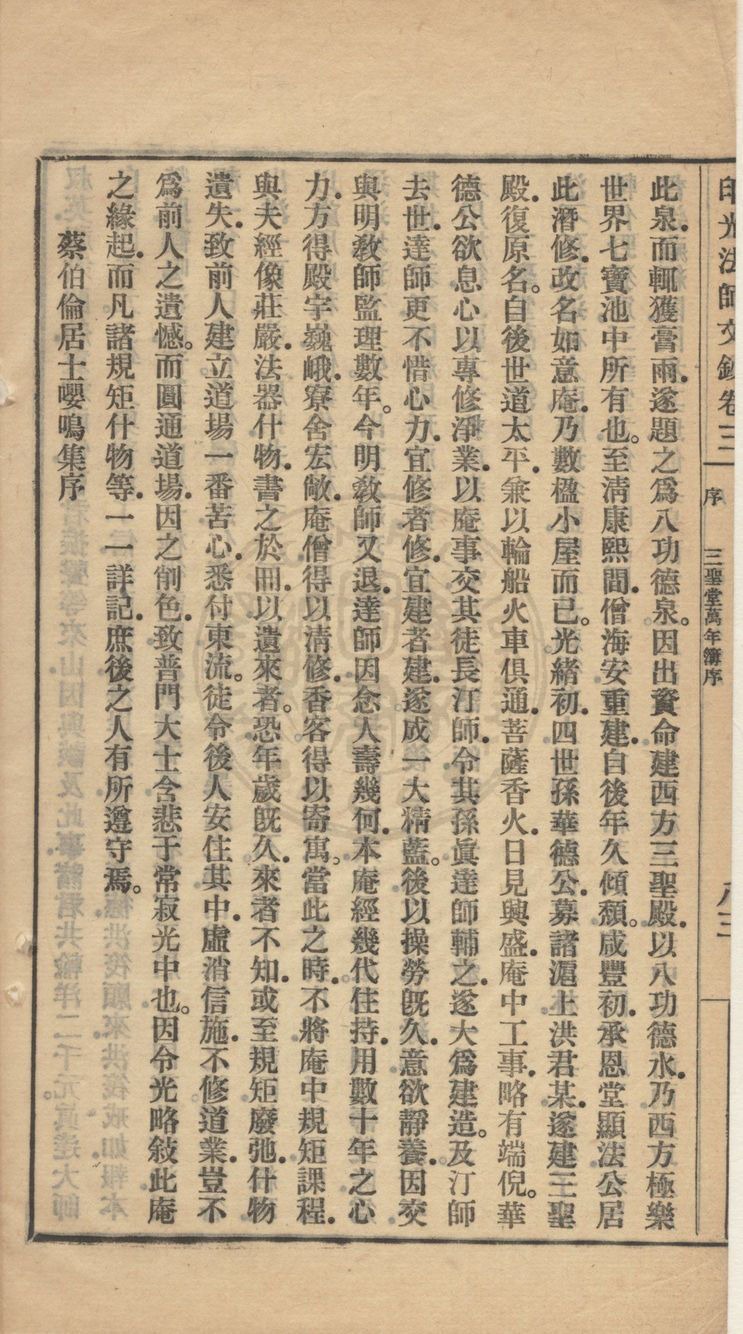 印光法師文鈔卷三 序 三聖堂萬年簿序 八三
此泉.而輒獲膏雨.遂題之爲八功德泉。因出資命建西方三聖殿.以八功德水.乃西方極樂
世界七寶池中所有也。至清康熙間.僧海安重建.自後年久傾頹。咸豐初.承恩堂顯法公居
此潛修.改名如意庵.乃數楹小屋而已。光緒初.四世孫華德公.募諸滬上洪君某.遂建三聖
殿.復原名。自後世道太平.兼以輪船火車俱通.菩薩香火.日見興盛.庵中工事.略有端倪。華
德公欲息心以專修淨業.以庵事交其徒長汀師.令其孫眞達師輔之.遂大爲建造。及汀師
去世.達師更不惜心力.宜修者修.宜建者建.遂成一大精藍。後以操勞既久.意欲靜養.因交
與明教師監理數年。今明教師又退.達師因念人壽幾何.本庵經幾代住持.用數十年之心
力.方得殿宇巍峨.寮舍宏敞.庵僧得以清修.香客得以寄寓。當此之時.不將庵中規矩課程.
與夫經像莊嚴.法器什物.書之於冊.以遺來者.恐年歲既久.來者不知.或至規矩廢弛.什物
遺失.致前人建立道場一番苦心.悉付東流。徒令後人安住其中.虛消信施.不修道業.豈不
爲前人之遺憾。而圓通道場.因之削色.致普門大士含悲于常寂光中也。因令光略敍此庵
之緣起.而凡諸規矩什物等.一一詳記.庶後之人有所遵守焉。
蔡伯倫居士嚶鳴集序